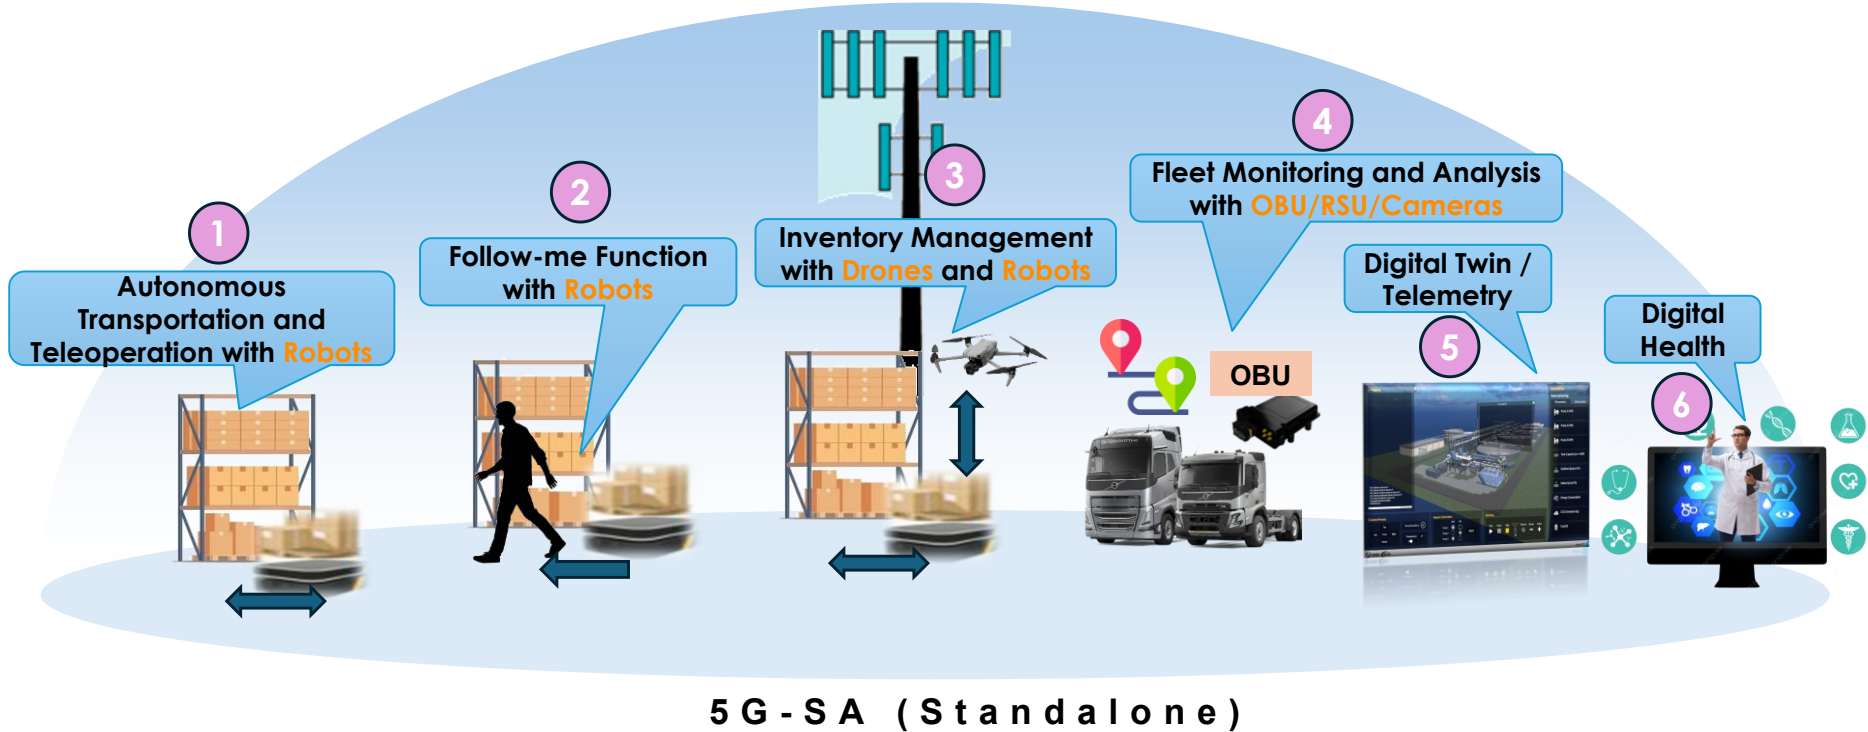 1
Autonomous
Transportation and
Teleoperation with Robots
2
Follow-me Function
with Robots
3
Inventory Management
with Drones and Robots
4
Fleet Monitoring and Analysis
with OBU/RSU/Cameras
OBU
Digital Twin /
Telemetry
5
Digital
Health
6
5G-SA (Standalone)